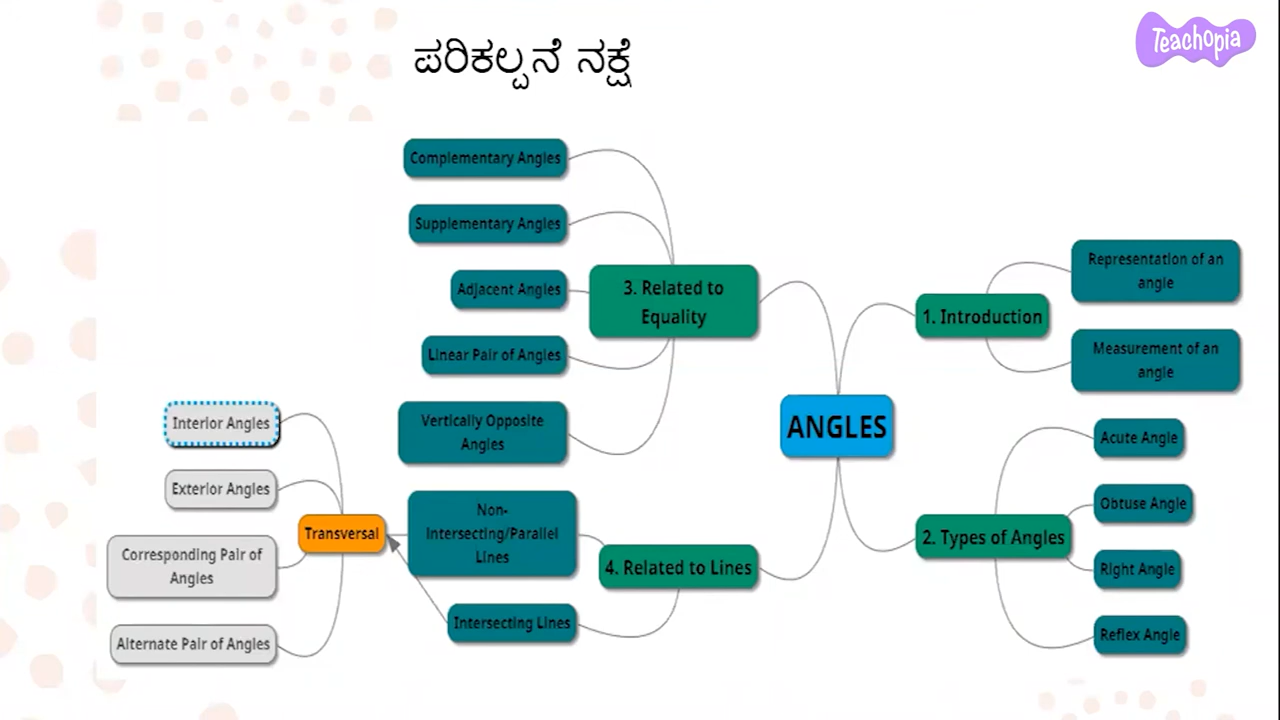 ಪರಿಕಲ್ಪನೆ ನಕ್ಷೆ
Teachopia
Complementary Angles
Supplementary Angles
Adjacent Angles
Linear Pair of Angles
Vertically Opposite
Angles
3. Related to
Equality
ANGLES
1. Introduction
Representation of an
angle
Measurement of an
angle
2. Types of Angles
Acute Angle
Obtuse Angle
Right Angle
Reflex Angle
4. Related to Lines
Non-
Intersecting/Parallel
Lines
Intersecting Lines
Transversal
Interior Angles
Exterior Angles
Corresponding Pair of
Angles
Alternate Pair of Angles